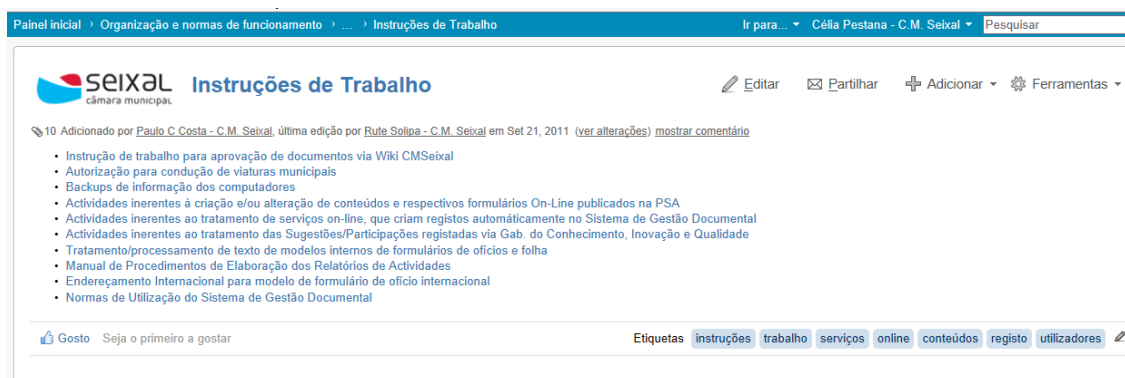 Painel inicial › Organização e normas de funcionamento › ... › Instruções de Trabalho Ir para... Célia Pestana - C.M. Seixal Pesquisar
seixal
câmara municipal
Instruções de Trabalho
Editar Partilhar Adicionar Ferramentas
10 Adicionado por Paulo C Costa - C.M. Seixal, última edição por Rute Solipa - C.M. Seixal em Set 21, 2011 (ver alterações) mostrar comentário
• Instrução de trabalho para aprovação de documentos via Wiki CMSeixal
• Autorização para condução de viaturas municipais
• Backups de informação dos computadores
• Actividades inerentes á criação e/ou alteração de conteúdos e respectivos formulários On-Line publicados na PSA
• Actividades inerentes ao tratamento de serviços on-line, que criam registos automáticamente no Sistema de Gestão Documental
• Actividades inerentes ao tratamento das Sugestões/Participações registadas via Gab. do Conhecimento, Inovação e Qualidade
• Tratamento/processamento de texto de modelos internos de formulários de ofícios e folha
• Manual de Procedimentos de Elaboração dos Relatórios de Actividades
• Endereçamento Internacional para modelo de formulário de ofício internacional
• Normas de Utilização do Sistema de Gestão Documental
Gosto Seja o primeiro a gostar Etiquetas instruções trabalho serviços online conteúdos registo utilizadores